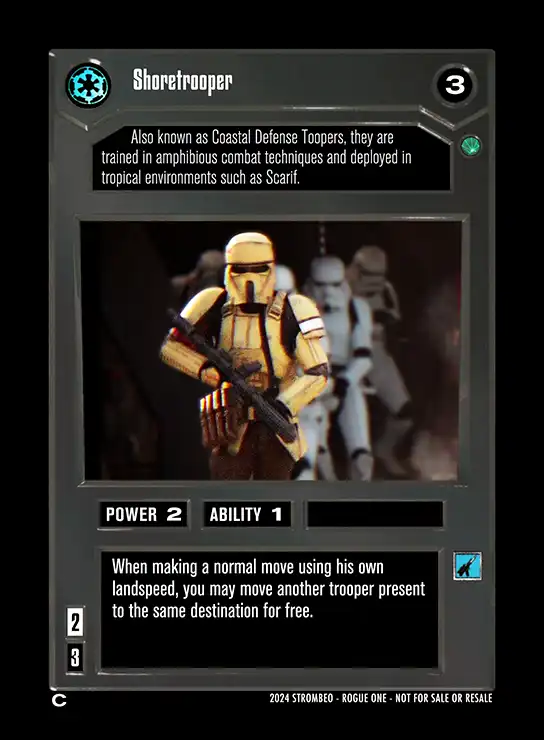 Shoretrooper
3
Also known as Coastal Defense Toopers, they are
trained in amphibious combat techniques and deployed in
tropical environments such as Scarif.
POWER 2 ABILITY 1
When making a normal move using his own
landspeed, you may move another trooper present
to the same destination for free.
2
3
C
2024 STROMBEO - ROGUE ONE - NOT FOR SALE OR RESALE